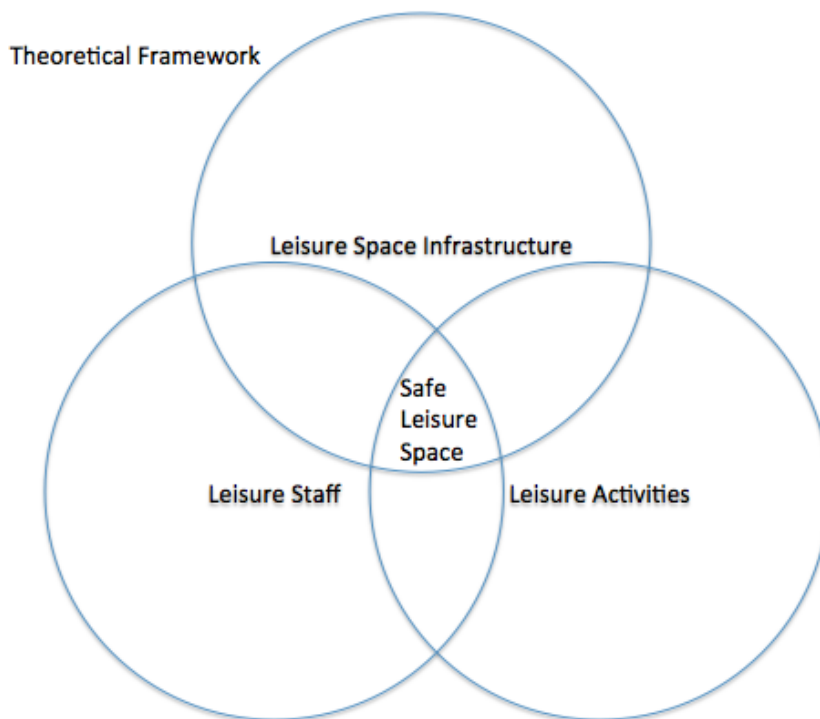 Theoretical Framework
Leisure Space Infrastructure
Safe
Leisure
Space
Leisure Staff
Leisure Activities